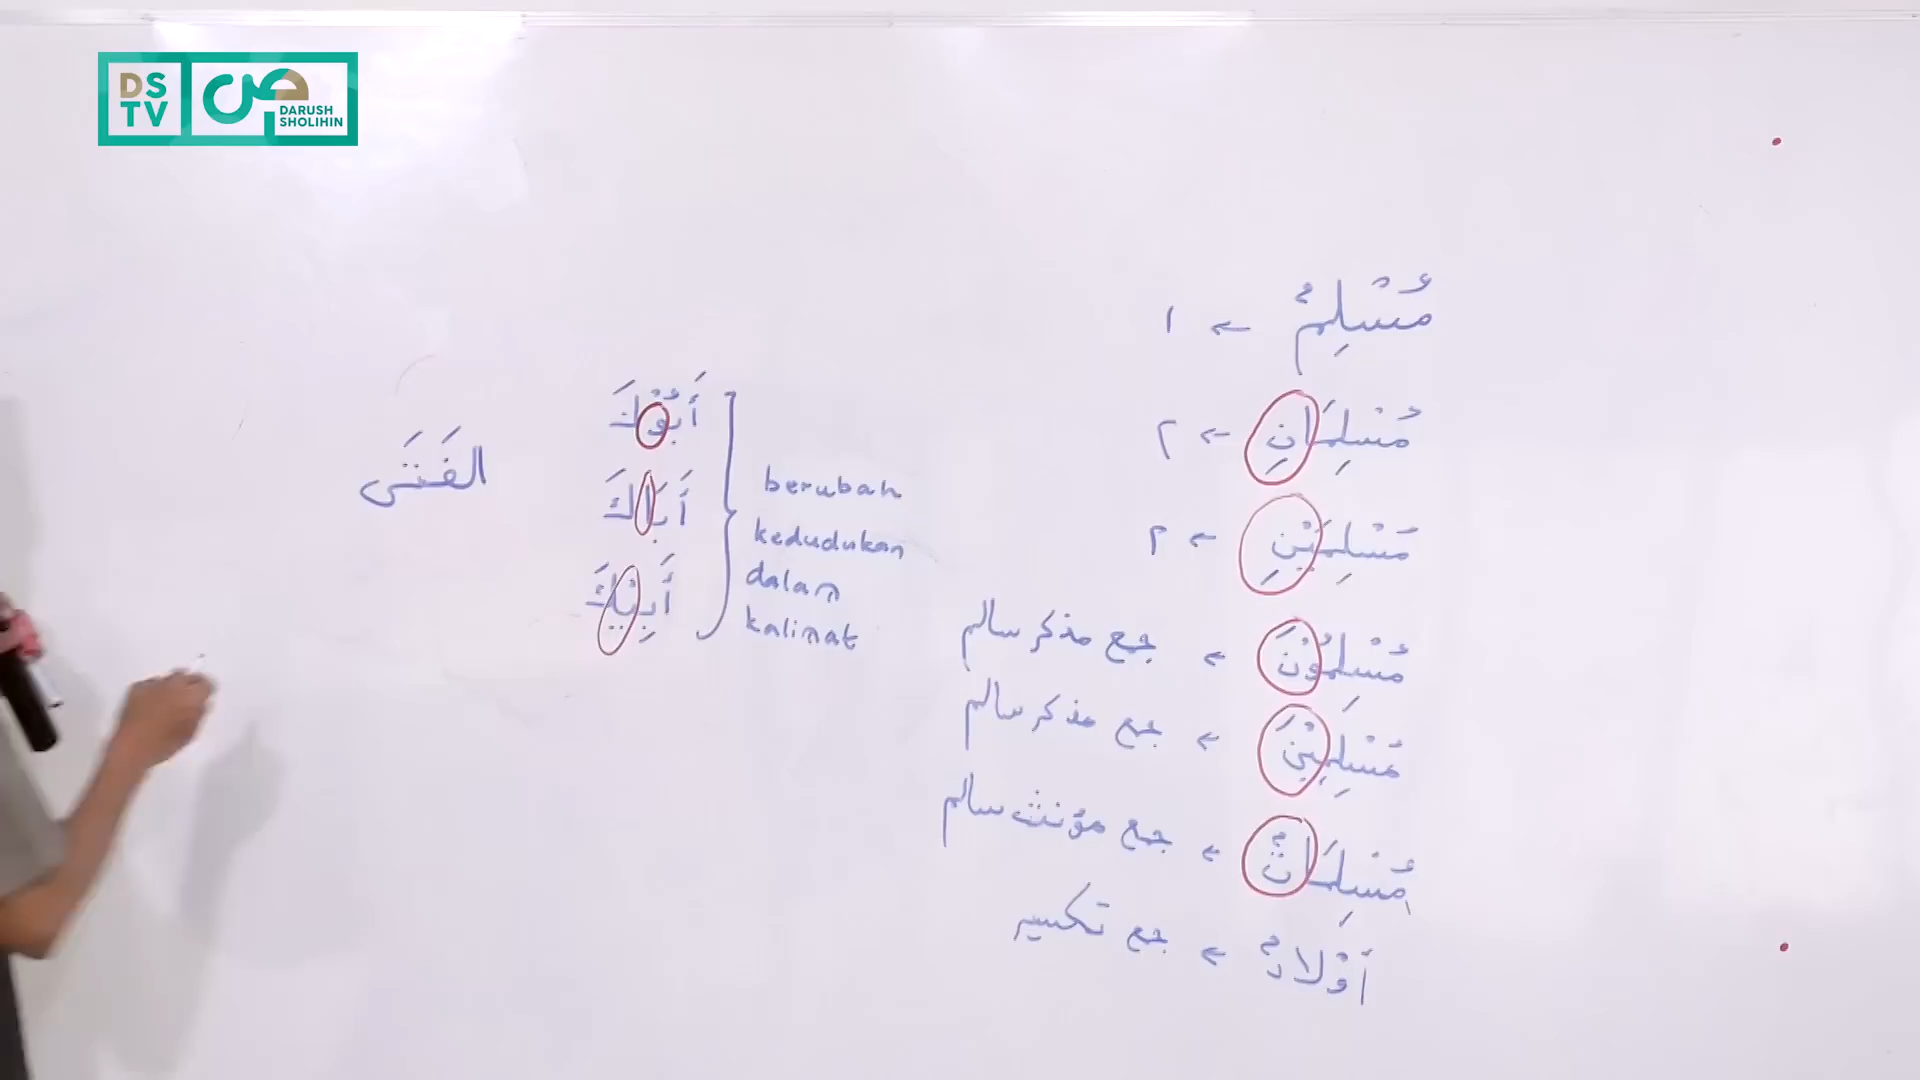 DS
TV
DARUSH
SHOLIHIN
مُسْلِمٌ ← ١
مُسْلِمَانِ ← ٢
مُسْلِمَيْنِ ← ٢
مُسْلِمُوْنَ ← جمع مذكر سالم
مُسْلِمِيْنَ ← جمع مذكر سالم
مُسْلِمَاتٌ ← جمع مؤنث سالم
أَوْلَادٌ ← جمع تكسير
أَبُوْكَ
أَبَاكَ
أَبِيْكَ
berubah
kedudukan
dalam
kalimat
الفَتَى